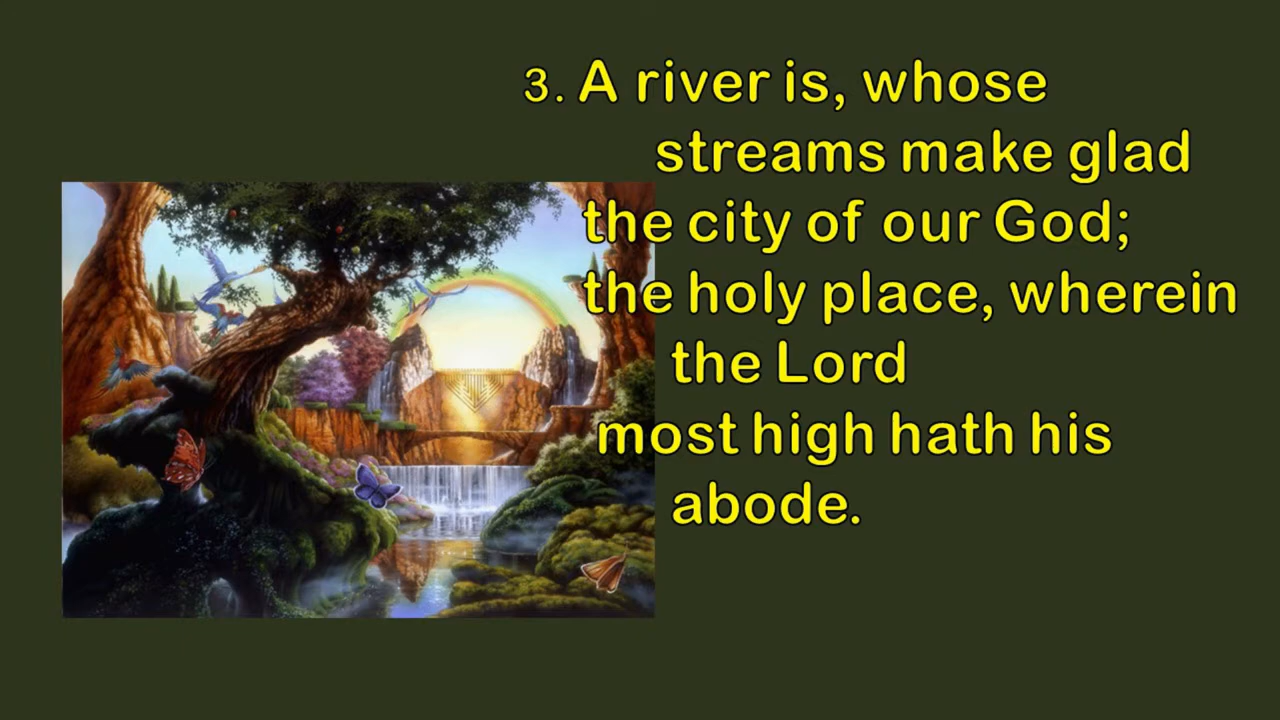 3. A river is, whose
streams make glad
the city of our God;
the holy place, wherein
the Lord
most high hath his
abode.